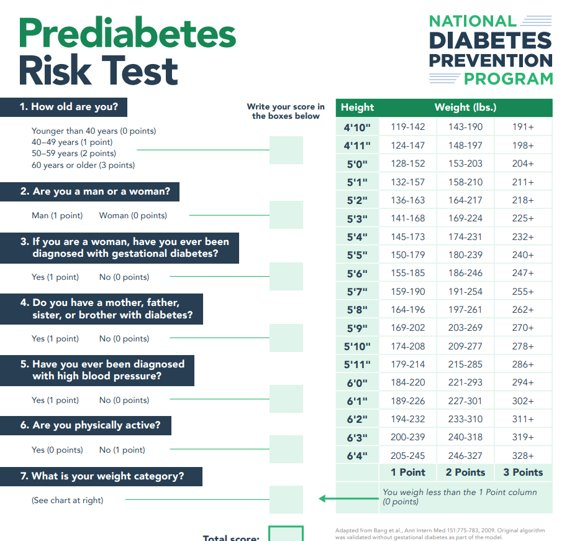 Prediabetes
Risk Test
NATIONAL
DIABETES
PREVENTION
PROGRAM
1. How old are you?
Write your score in
the boxes below
Younger than 40 years (0 points)
40–49 years (1 point)
50–59 years (2 points)
60 years or older (3 points)
2. Are you a man or a woman?
Man (1 point) Woman (0 points)
3. If you are a woman, have you ever been
diagnosed with gestational diabetes?
Yes (1 point) No (0 points)
4. Do you have a mother, father,
sister, or brother with diabetes?
Yes (1 point) No (0 points)
5. Have you ever been diagnosed
with high blood pressure?
Yes (1 point) No (0 points)
6. Are you physically active?
Yes (0 points) No (1 point)
7. What is your weight category?
(See chart at right)
Total score:
Height Weight (lbs.)
4'10" 119-142 143-190 191+
4'11" 124-147 148-197 198+
5'0" 128-152 153-203 204+
5'1" 132-157 158-210 211+
5'2" 136-163 164-217 218+
5'3" 141-168 169-224 225+
5'4" 145-173 174-231 232+
5'5" 150-179 180-239 240+
5'6" 155-185 186-246 247+
5'7" 159-190 191-254 255+
5'8" 164-196 197-261 262+
5'9" 169-202 203-269 270+
5'10" 174-208 209-277 278+
5'11" 179-214 215-285 286+
6'0" 184-220 221-293 294+
6'1" 189-226 227-301 302+
6'2" 194-232 233-310 311+
6'3" 200-239 240-318 319+
6'4" 205-245 246-327 328+
1 Point 2 Points 3 Points
You weigh less than the 1 Point column
(0 points)
Adapted from Bang et al., Ann Intern Med 151:775-783, 2009. Original algorithm
was validated without gestational diabetes as part of the model.